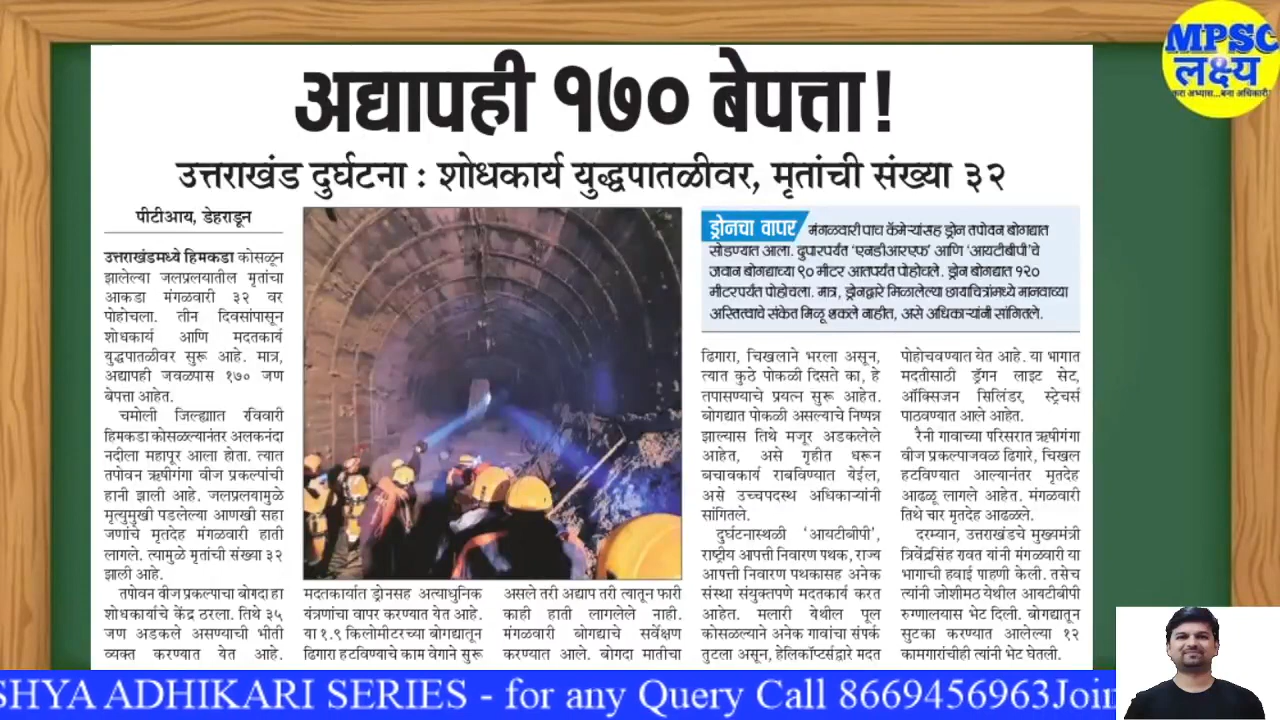 MPSC
लक्ष्य
करा अभ्यास...बना अधिकारी
अद्यापही १७० बेपत्ता!
उत्तराखंड दुर्घटना : शोधकार्य युद्धपातळीवर, मृतांची संख्या ३२
पीटीआय, डेहराडून
उत्तराखंडमध्ये हिमकडा कोसळून
झालेल्या जलप्रलयातील मृतांचा
आकडा मंगळवारी ३२ वर
पोहोचला. तीन दिवसांपासून
शोधकार्य आणि मदतकार्य
युद्धपातळीवर सुरू आहे. मात्र,
अद्यापही जवळपास १७० जण
बेपत्ता आहेत.
चमोली जिल्ह्यात रविवारी
हिमकडा कोसळल्यानंतर अलकनंदा
नदीला महापूर आला होता. त्यात
तपोवन ऋषीगंगा वीज प्रकल्पांची
हानी झाली आहे. जलप्रलयामुळे
मृत्युमुखी पडलेल्या आणखी सहा
जणांचे मृतदेह मंगळवारी हाती
लागले. त्यामुळे मृतांची संख्या ३२
झाली आहे.
तपोवन वीज प्रकल्पाचा बोगदा हा
शोधकार्याचे केंद्र ठरला. तिथे ३५
जण अडकले असण्याची भीती
व्यक्त करण्यात येत आहे.
मदतकार्यात ड्रोनसह अत्याधुनिक
यंत्रणांचा वापर करण्यात येत आहे.
या १.९ किलोमीटरच्या बोगद्यातून
ढिगारा हटविण्याचे काम वेगाने सुरू
असले तरी अद्याप तरी त्यातून फारी
काही हाती लागलेले नाही.
मंगळवारी बोगद्याचे सर्वेक्षण
करण्यात आले. बोगदा मातीचा
ड्रोनचा वापर मंगळवारी पाच कॅमेऱ्यांसह ड्रोन तपोवन बोगद्यात
सोडण्यात आला. दुपारपर्यंत 'एनडीआरएफ' आणि 'आयटीबीपी'चे
जवान बोगद्याच्या ९० मीटर आतपर्यंत पोहोचले. ड्रोन बोगद्यात १२०
मीटरपर्यंत पोहोचला. मात्र, ड्रोनद्वारे मिळालेल्या छायाचित्रांमध्ये मानवाच्या
अस्तित्वाचे संकेत मिळू शकले नाहीत, असे अधिकाऱ्यांनी सांगितले.
ढिगारा, चिखलाने भरला असून,
त्यात कुठे पोकळी दिसते का, हे
तपासण्याचे प्रयत्न सुरू आहेत.
बोगद्यात पोकळी असल्याचे निष्पन्न
झाल्यास तिथे मजूर अडकलेले
आहेत, असे गृहीत धरून
बचावकार्य राबविण्यात येईल,
असे उच्चपदस्थ अधिकाऱ्यांनी
सांगितले.
दुर्घटनास्थळी 'आयटीबीपी',
राष्ट्रीय आपत्ती निवारण पथक, राज्य
आपत्ती निवारण पथकासह अनेक
संस्था संयुक्तपणे मदतकार्य करत
आहेत. मलारी येथील पूल
कोसळल्याने अनेक गावांचा संपर्क
तुटला असून, हेलिकॉप्टर्सद्वारे मदत
पोहोचवण्यात येत आहे. या भागात
मदतीसाठी ड्रॅगन लाइट सेट,
ऑक्सिजन सिलिंडर, स्ट्रेचर्स
पाठवण्यात आले आहेत.
रैनी गावाच्या परिसरात ऋषीगंगा
वीज प्रकल्पाजवळ ढिगारे, चिखल
हटविण्यात आल्यानंतर मृतदेह
आढळू लागले आहेत. मंगळवारी
तिथे चार मृतदेह आढळले.
दरम्यान, उत्तराखंडचे मुख्यमंत्री
त्रिवेंद्रसिंह रावत यांनी मंगळवारी या
भागाची हवाई पाहणी केली. तसेच
त्यांनी जोशीमठ येथील आयटीबीपी
रुग्णालयास भेट दिली. बोगद्यातून
सुटका करण्यात आलेल्या १२
कामगारांचीही त्यांनी भेट घेतली.
SHYA ADHIKARI SERIES - for any Query Call 8669456963Join